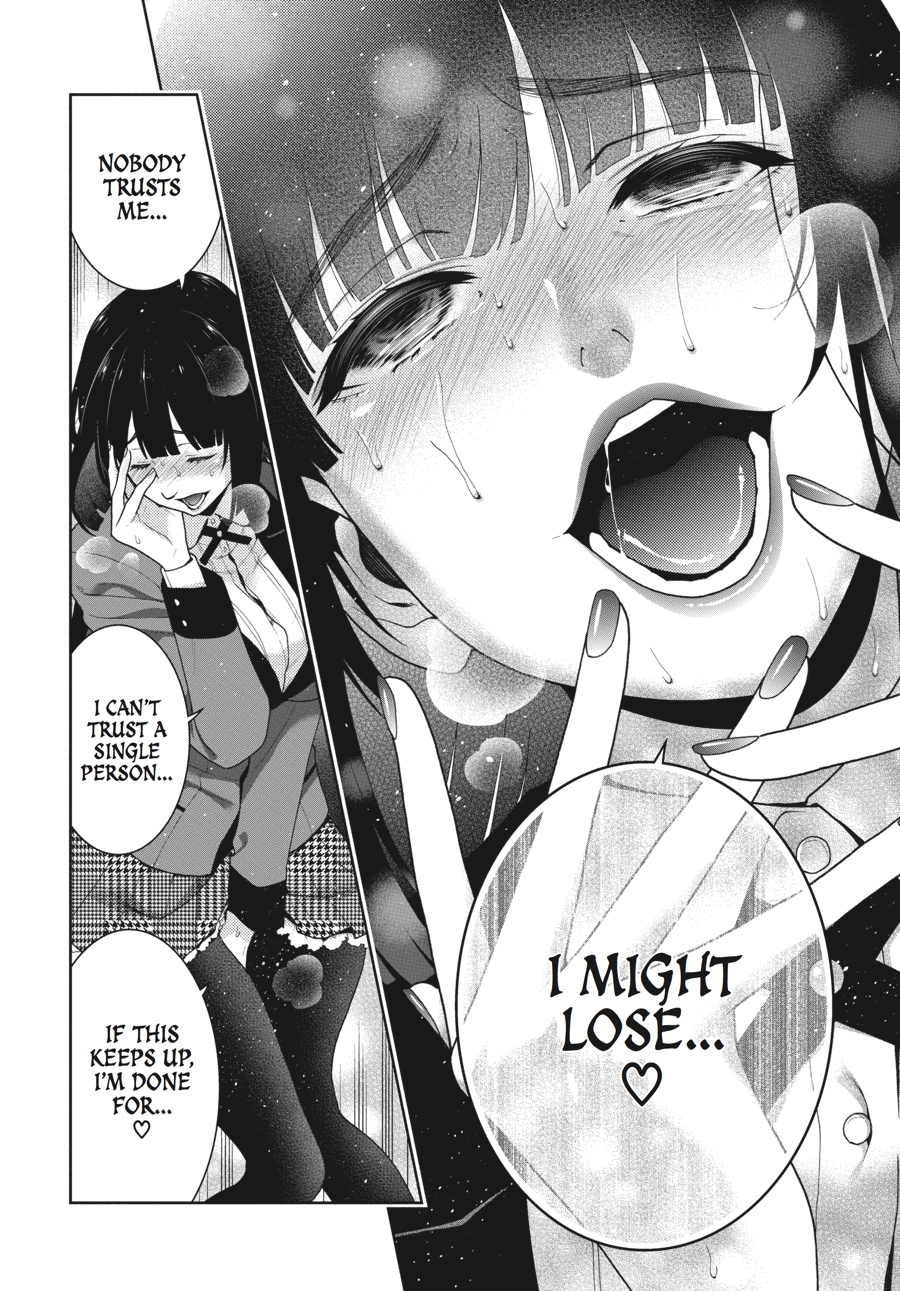 NOBODY
TRUSTS
ME...
I CAN'T
TRUST A
SINGLE
PERSON...
IF THIS
KEEPS UP,
I'M DONE
FOR...
♡
I MIGHT
LOSE...
♡